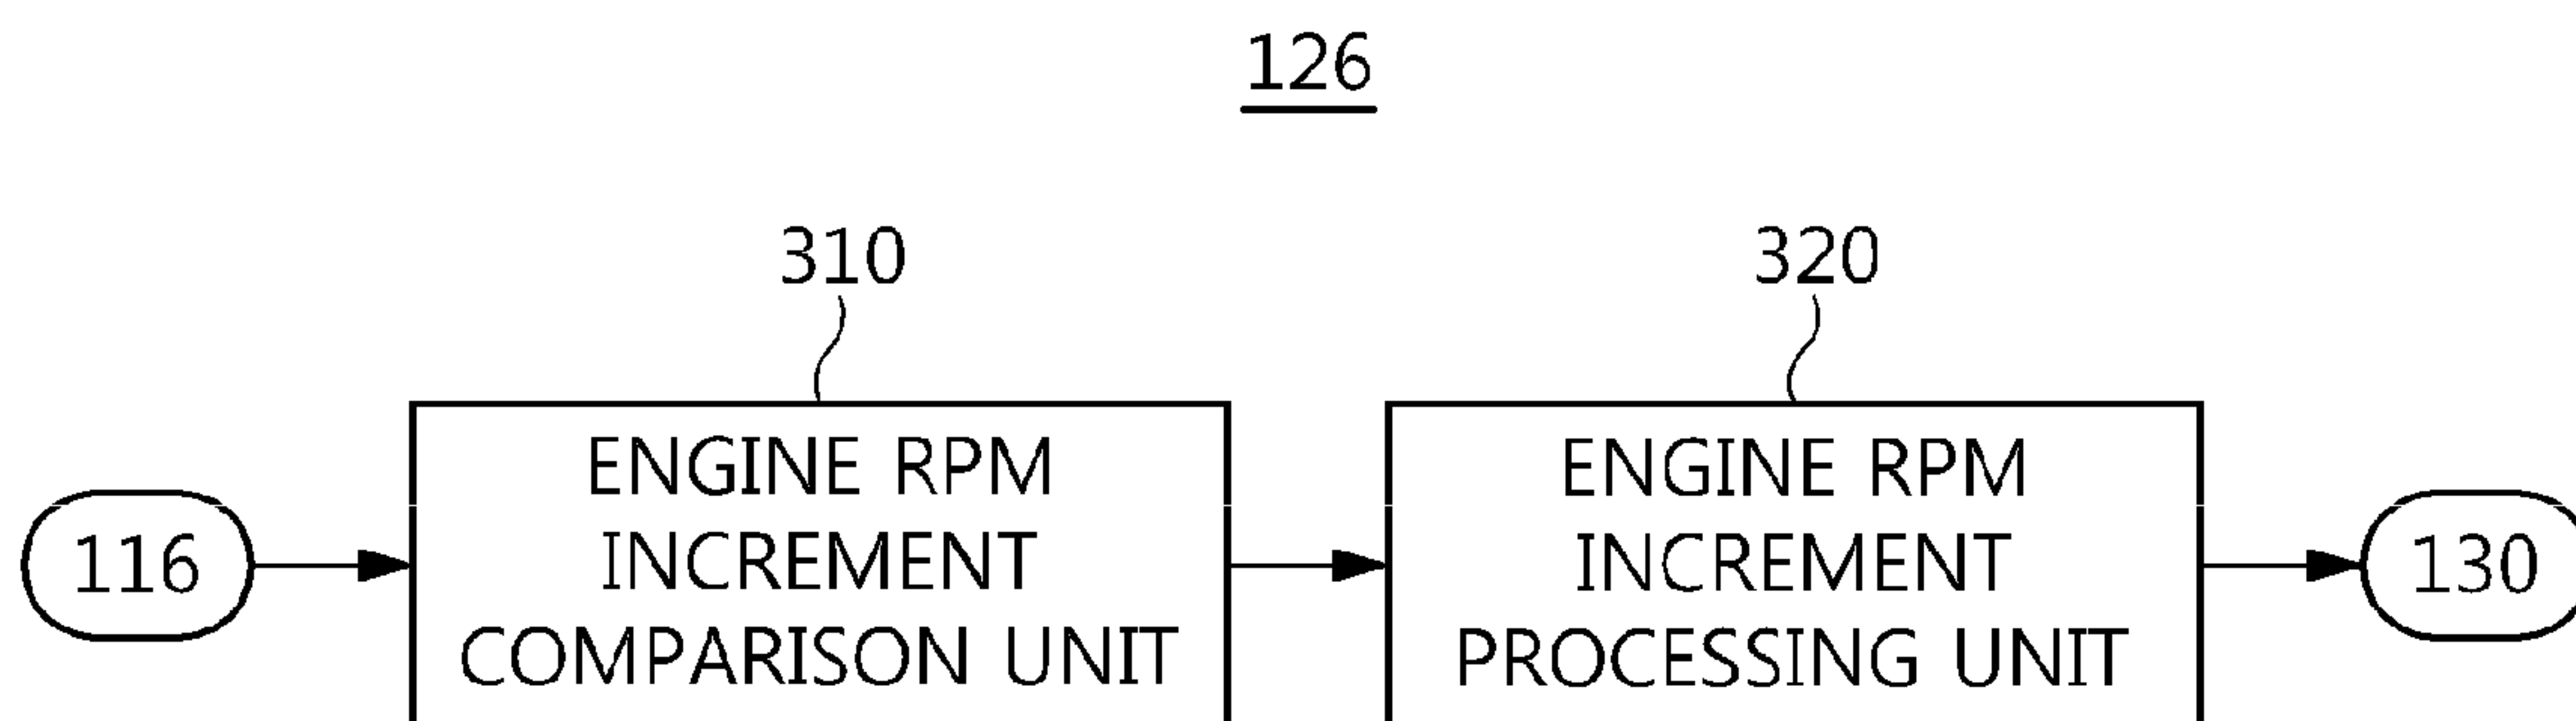 126
310
320
116
ENGINE RPM
INCREMENT
COMPARISON UNIT
ENGINE RPM
INCREMENT
PROCESSING UNIT
130